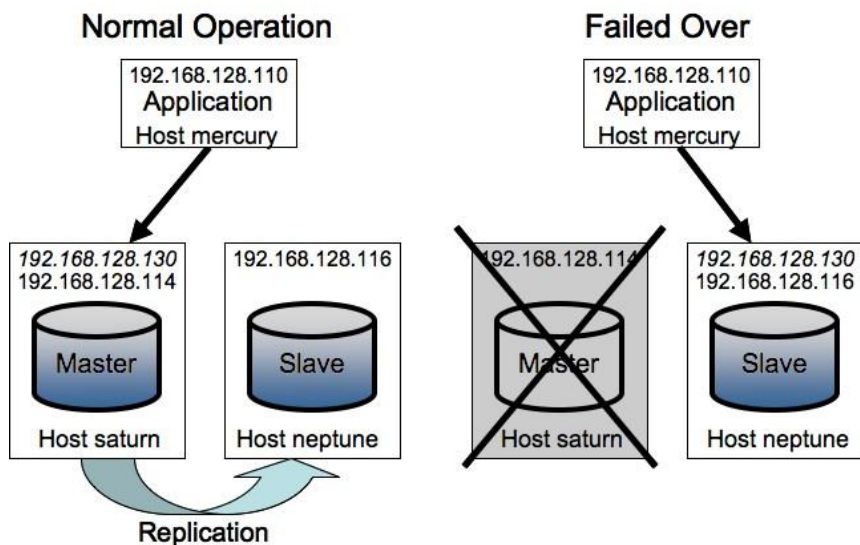 Normal Operation
192.168.128.110
Application
Host mercury
192.168.128.130
192.168.128.114
Master
Host saturn
192.168.128.116
Slave
Host neptune
Replication
Failed Over
192.168.128.110
Application
Host mercury
192.168.128.114
Master
Host saturn
192.168.128.130
192.168.128.116
Slave
Host neptune